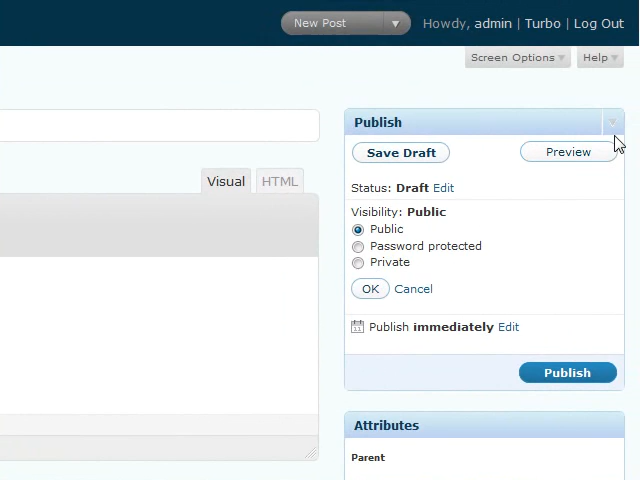 New Post
Howdy, admin | Turbo | Log Out
Screen Options
Help
Publish
Save Draft
Preview
Status: Draft Edit
Visual
HTML
Visibility: Public
Public
Password protected
Private
OK
Cancel
11
Publish immediately Edit
Publish
Attributes
Parent